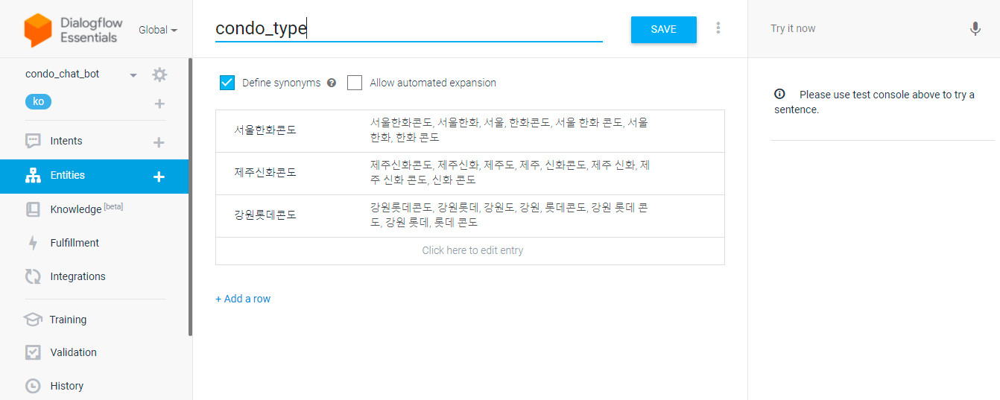 Dialogflow
Essentials
Global
condo_type
SAVE
Try it now
condo_chat_bot
ko
Define synonyms
Allow automated expansion
Please use test console above to try a
sentence.
서울한화콘도
서울한화콘도, 서울한화, 서울, 한화콘도, 서울 한화 콘도, 서울
한화, 한화 콘도
Intents
제주신화콘도
제주신화콘도, 제주신화, 제주도, 제주, 신화콘도, 제주 신화, 제
주 신화 콘도, 신화 콘도
Entities
강원롯데콘도
강원롯데콘도, 강원롯데, 강원도, 강원, 롯데콘도, 강원 롯데 콘
도, 강원 롯데, 롯데 콘도
Knowledge [beta]
Click here to edit entry
Fulfillment
Integrations
+ Add a row
Training
Validation
History